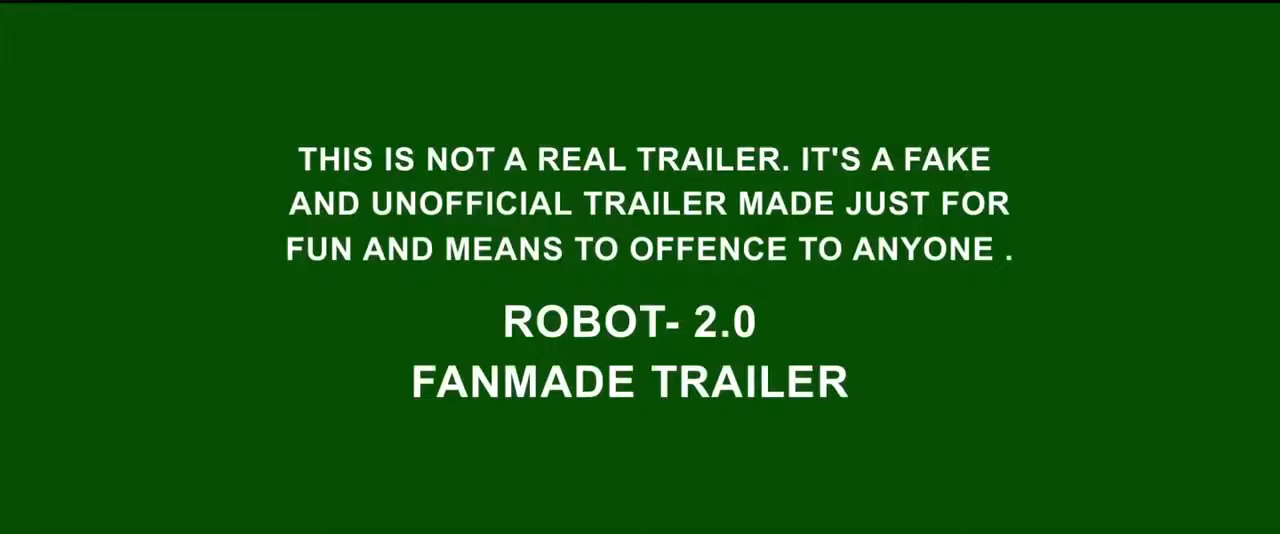 THIS IS NOT A REAL TRAILER. IT'S A FAKE
AND UNOFFICIAL TRAILER MADE JUST FOR
FUN AND MEANS TO OFFENCE TO ANYONE .
ROBOT- 2.0
FANMADE TRAILER